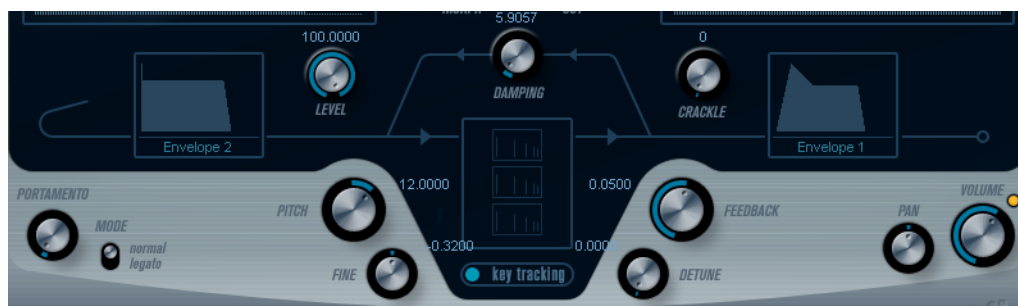 5.9057
100.0000
0
LEVEL
DAMPING
CRACKLE
Envelope 2
Envelope 1
PORTAMENTO
12.0000
0.0500
VOLUME
PITCH
FEEDBACK
PAN
MODE
normal
legato
-0.3200
0.000
FINE
key tracking
DETUNE